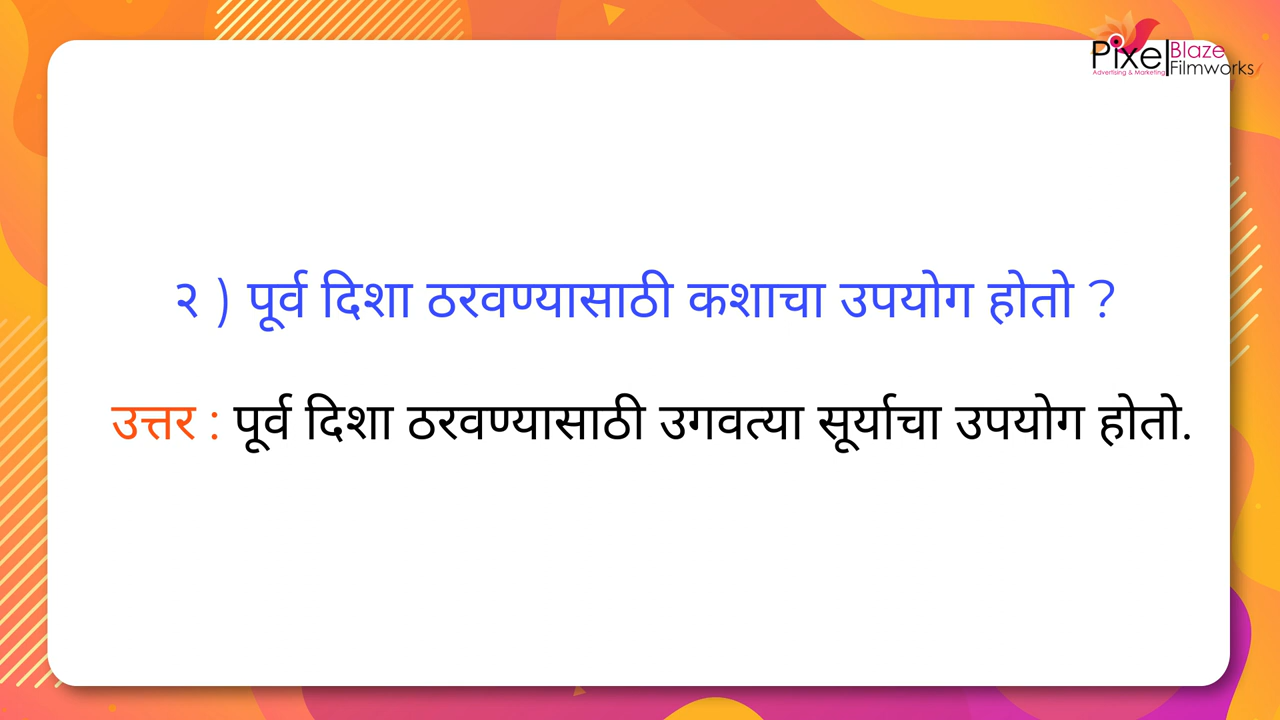 Pixel Blaze
Filmworks
Advertising & Marketing
२ ) पूर्व दिशा ठरवण्यासाठी कशाचा उपयोग होतो ?
उत्तर : पूर्व दिशा ठरवण्यासाठी उगवत्या सूर्याचा उपयोग होतो.